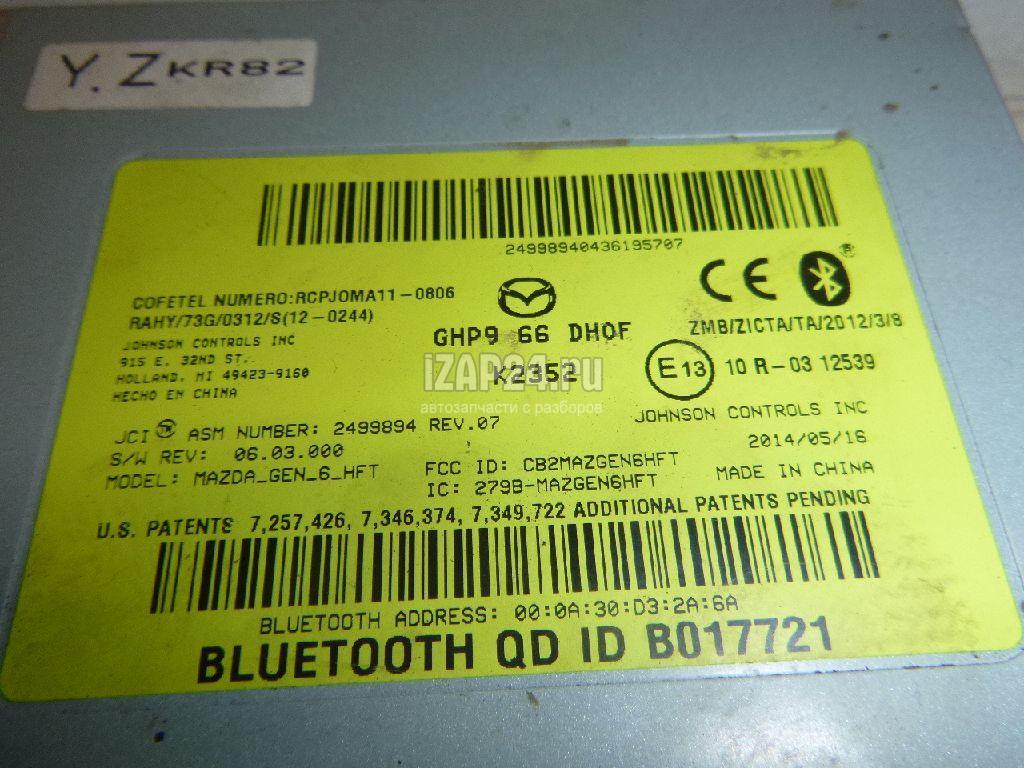 Y. ZKR82
24998940436195707
COFETEL NUMERO:RCPJOMA11-0806
RAHY/73G/0312/S(12-0244)
JOHNSON CONTROLS INC
915 E. 32ND ST.
HOLLAND, MI 49423-9160
HECHO EN CHINA
GHP9 66 DH0F
K2352
CE
ZMB/ZICTA/TA/2012/3/8
E13 10 R-03 12539
iZAP24.ru
автозапчасти с разборов
JOHNSON CONTROLS INC
2014/05/16
MADE IN CHINA
JCI TM ASM NUMBER: 2499894 REV.07
S/W REV: 06.03.000
MODEL: MAZDA_GEN_6_HFT
FCC ID: CB2MAZGEN6HFT
IC: 279B-MAZGEN6HFT
U.S. PATENTS 7,257,426, 7,346,374, 7,349,722 ADDITIONAL PATENTS PENDING
BLUETOOTH ADDRESS: 00:0A:30:D3:2A:6A
BLUETOOTH QD ID B017721